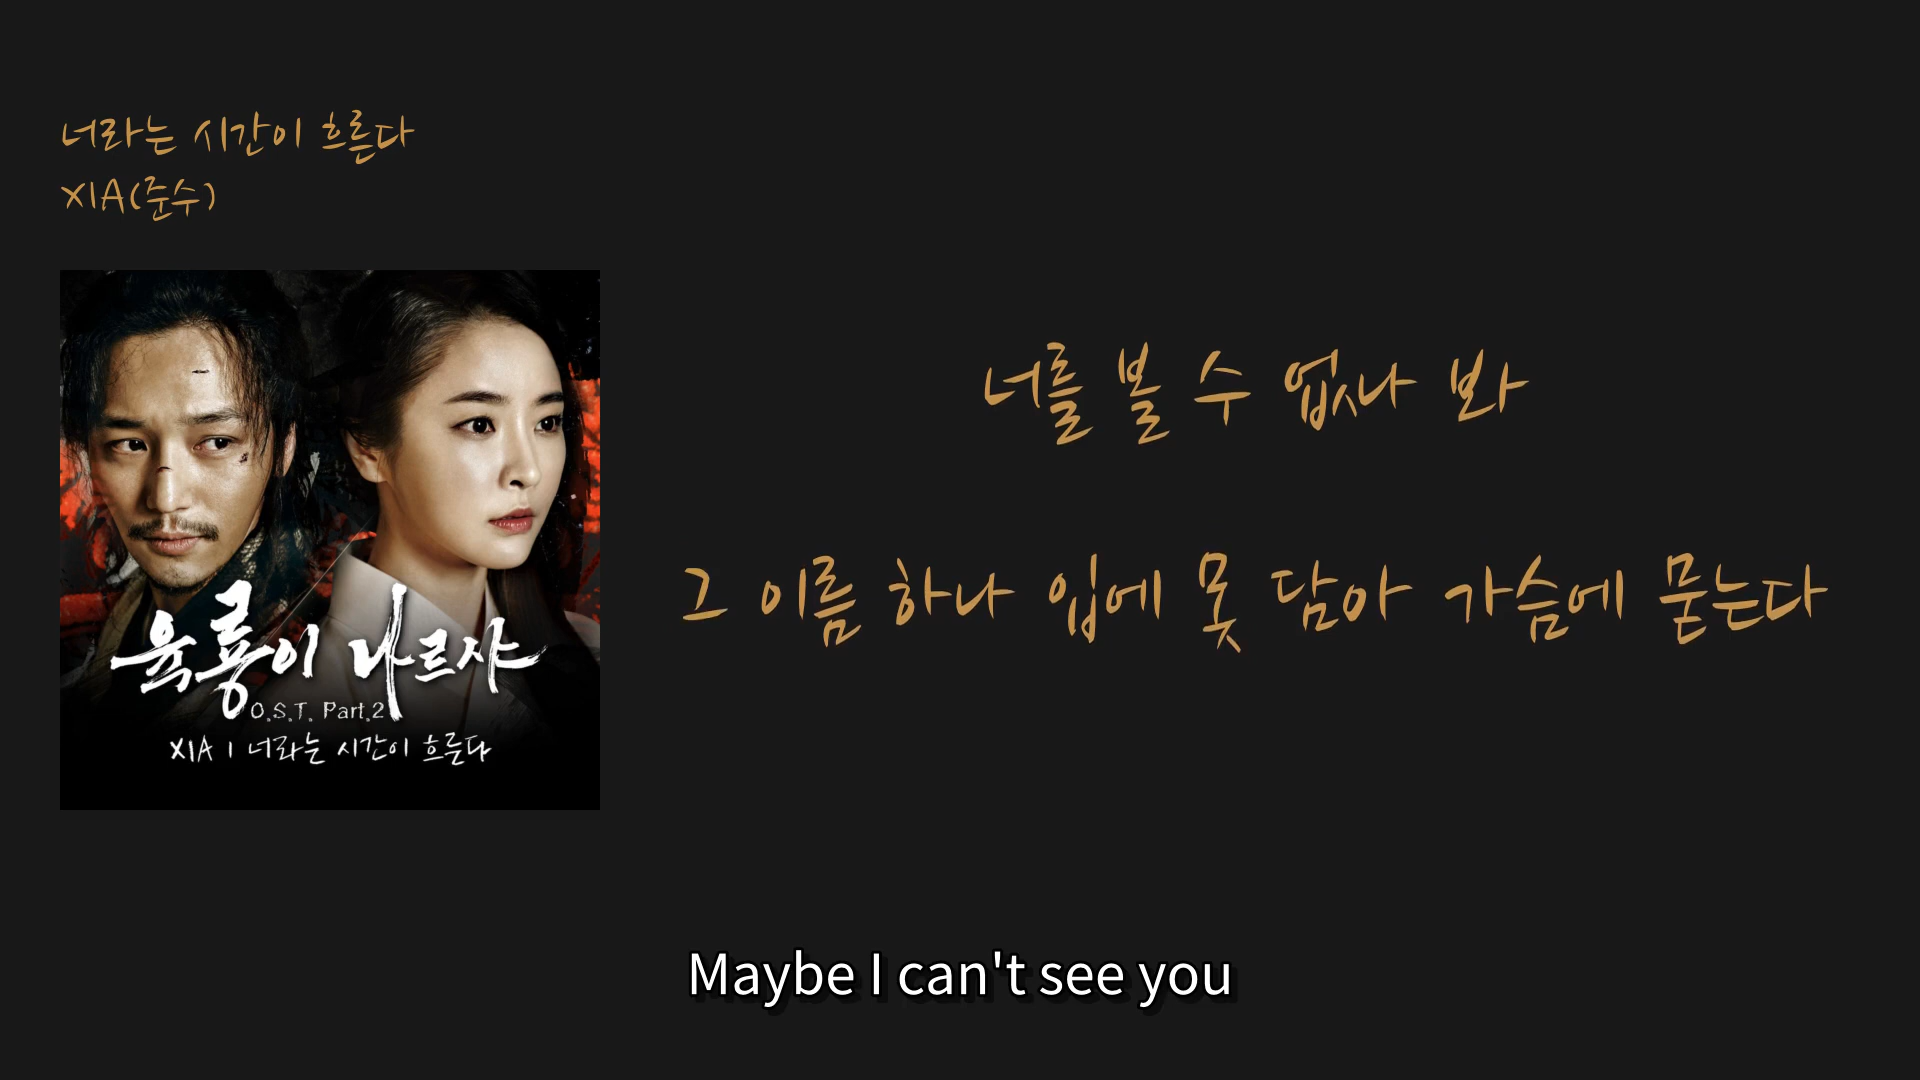 너라는 시간이 흐른다
XIA(준수)
너를 볼 수 없나 봐
그 이름 하나 입에 못 담아 가슴에 묻는다
육룡이 나르샤
O.S.T. Part.2
XIA | 너라는 시간이 흐른다
Maybe I can't see you